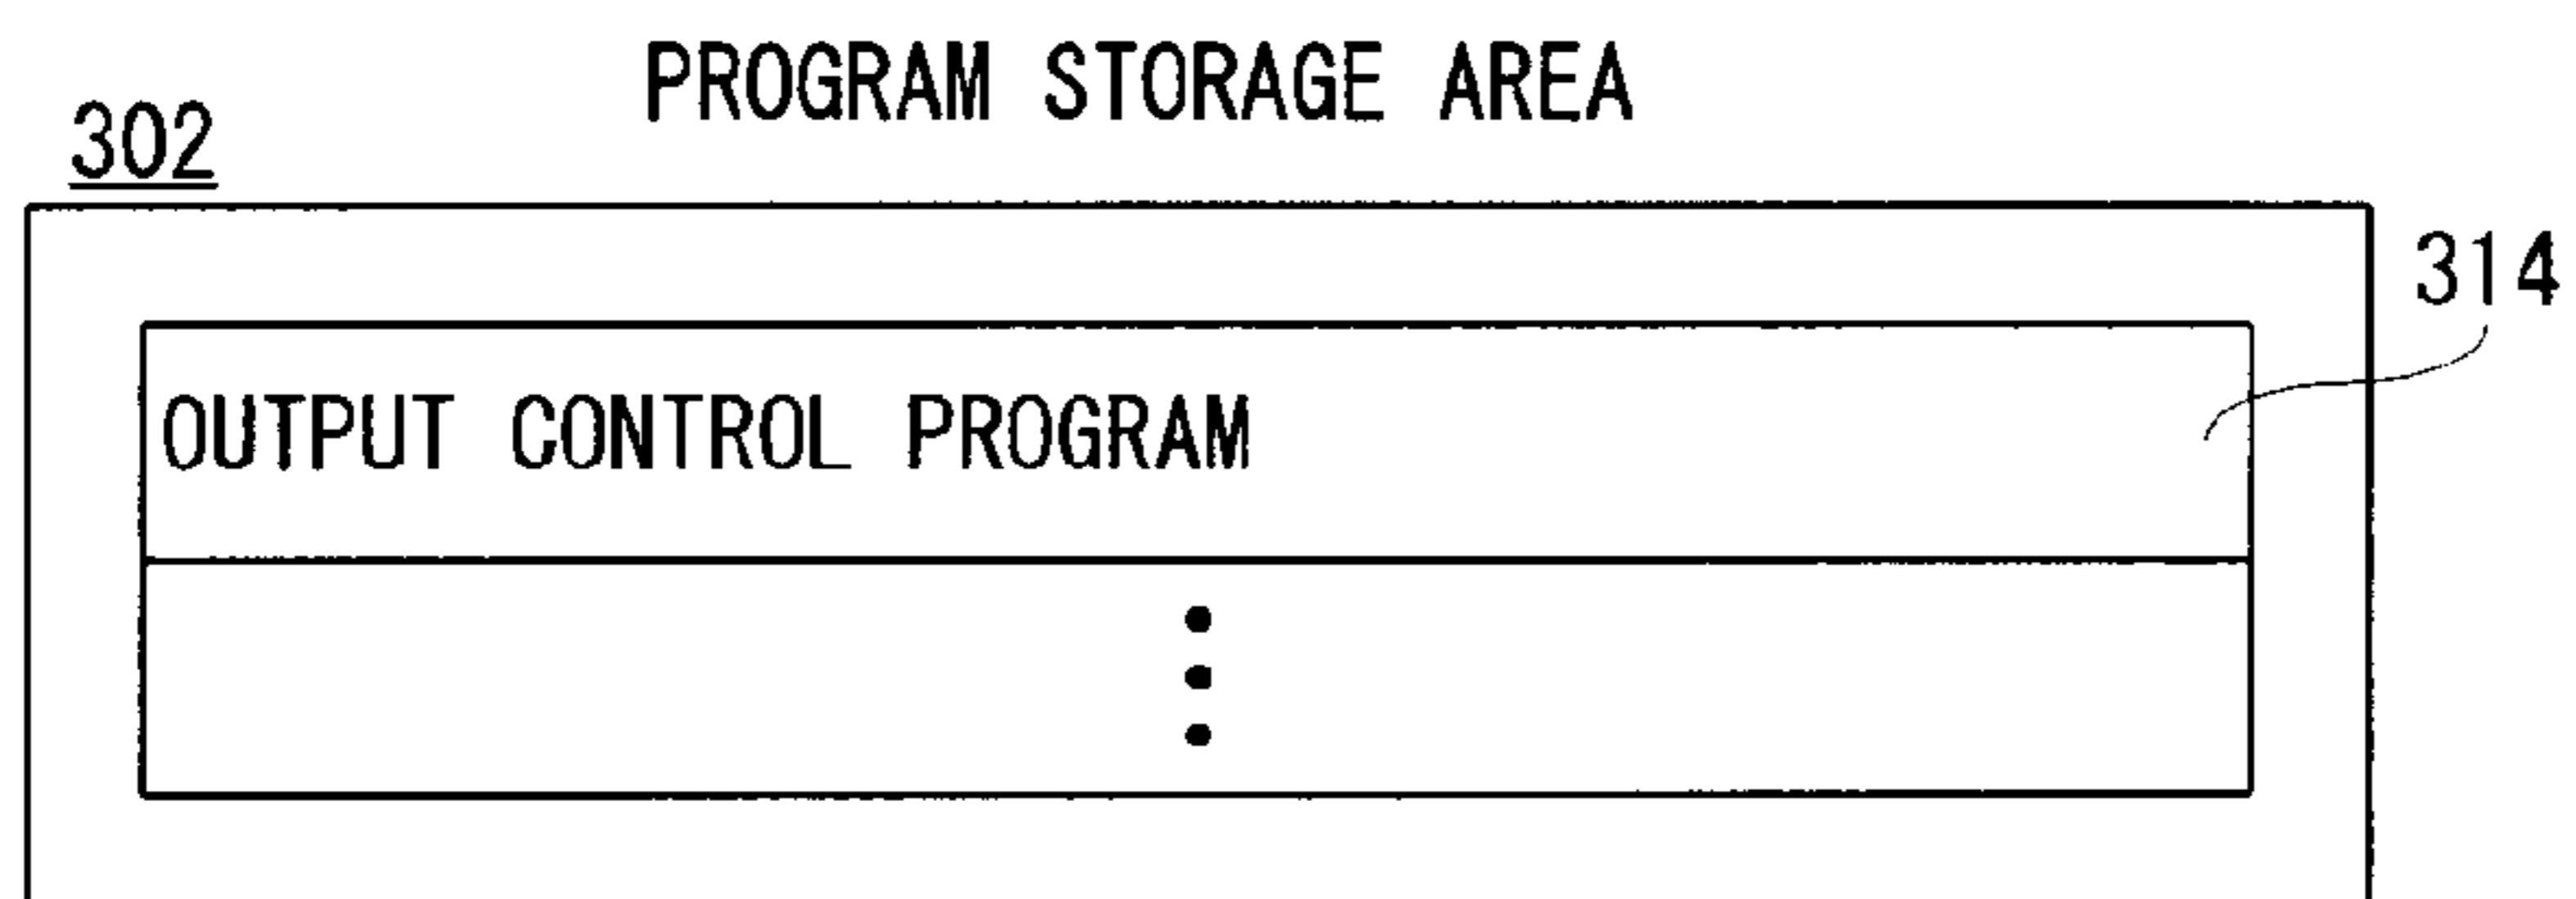 PROGRAM STORAGE AREA
302
314
OUTPUT CONTROL PROGRAM